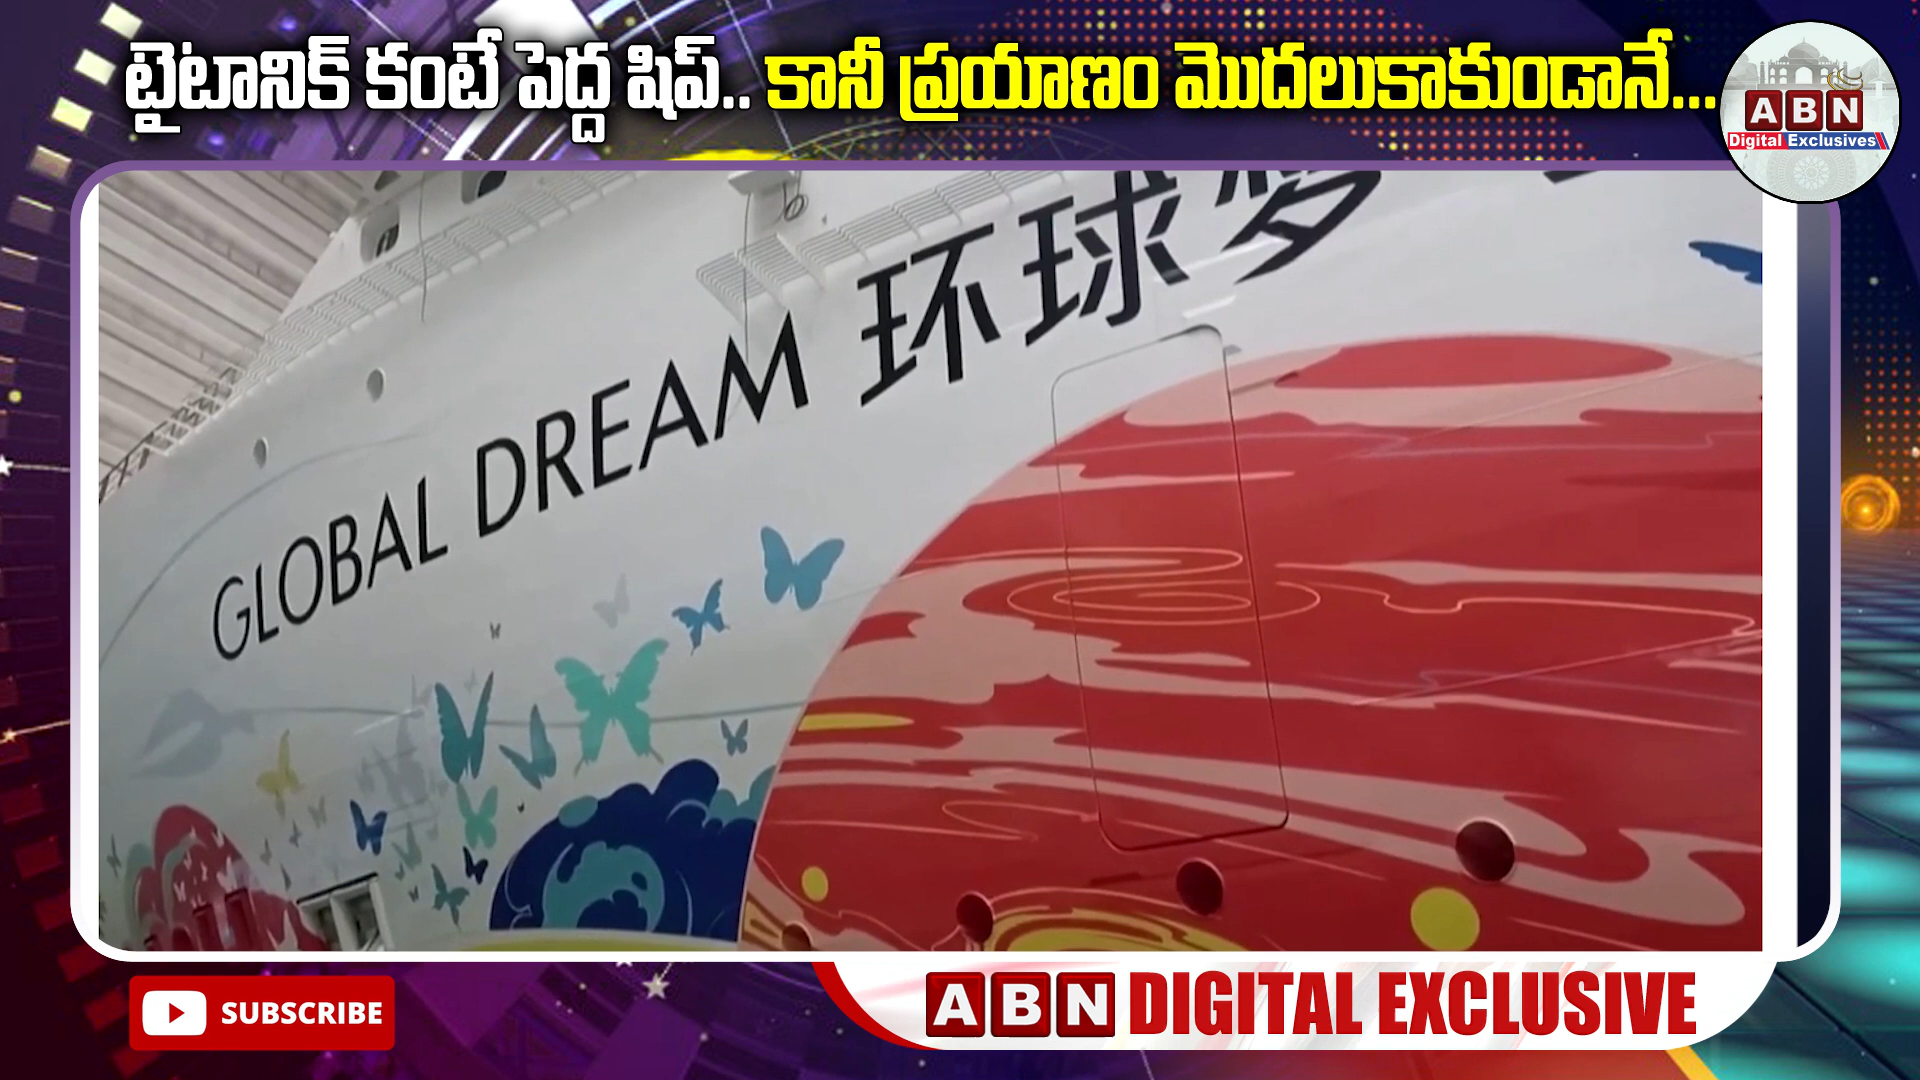 టైటానిక్ కంటే పెద్ద షిప్.. కానీ ప్రయాణం మొదలుకాకుండానే...
ABN
Digital Exclusives
GLOBAL DREAM 环球梦
SUBSCRIBE
ABN DIGITAL EXCLUSIVE